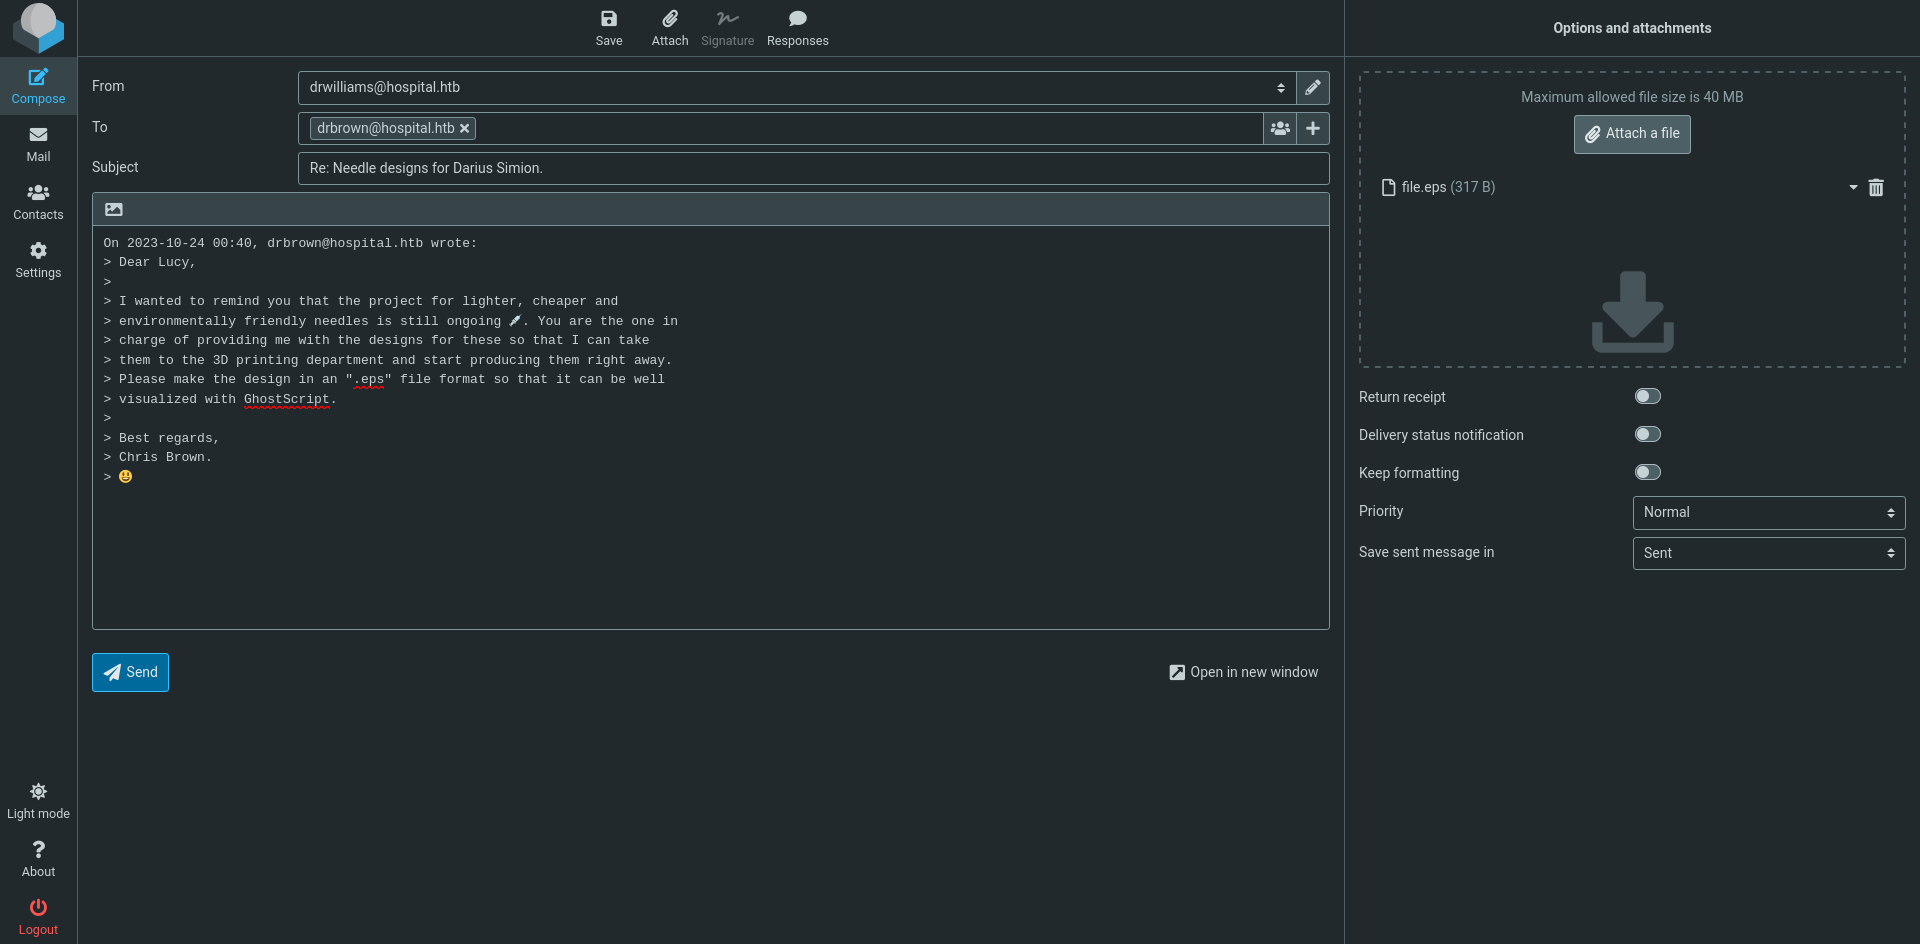 Save
Attach
Signature
Responses
Options and attachments
Compose
Mail
Contacts
Settings
From
drwilliams@hospital.htb
To
drbrown@hospital.htb
Subject
Re: Needle designs for Darius Simion.
On 2023-10-24 00:40, drbrown@hospital.htb wrote:
> Dear Lucy,
>
> I wanted to remind you that the project for lighter, cheaper and
> environmentally friendly needles is still ongoing 💉. You are the one in
> charge of providing me with the designs for these so that I can take
> them to the 3D printing department and start producing them right away.
> Please make the design in an ".eps" file format so that it can be well
> visualized with GhostScript.
>
> Best regards,
> Chris Brown.
> 😃
Send
Open in new window
Maximum allowed file size is 40 MB
Attach a file
file.eps (317 B)
Return receipt
Delivery status notification
Keep formatting
Priority
Normal
Save sent message in
Sent
Light mode
About
Logout